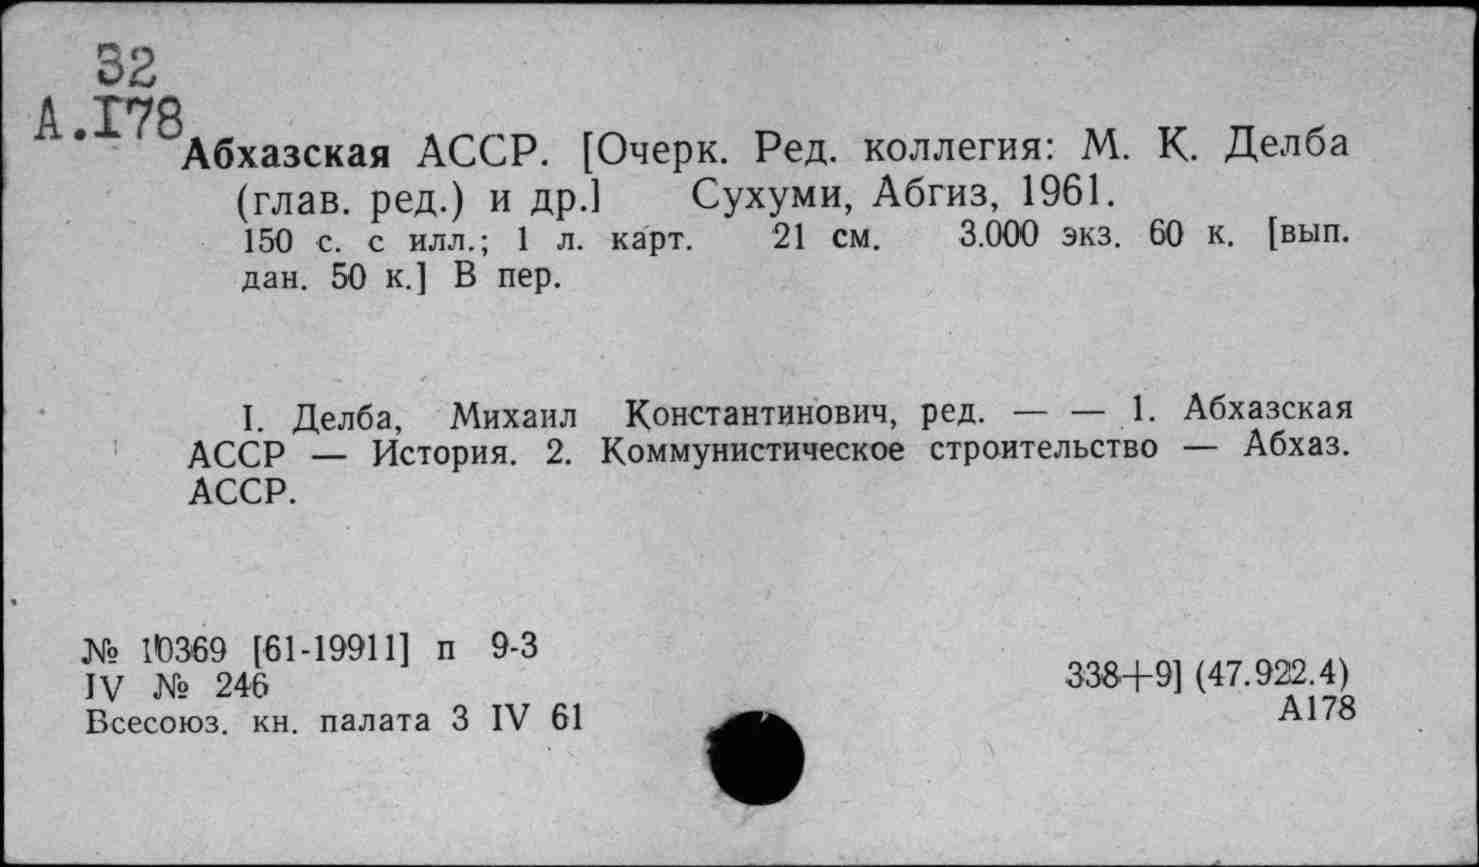 32
А.I78
Абхазская АССР. [Очерк. Ред. коллегия: М. К. Делба
(глав. ред.) и др.] Сухуми, Абгиз, 1961.
150 с. с илл.; 1 л. карт. 21 см. 3.000 экз. 60 к. [вып.
дан. 50 к.] В пер.
I. Делба, Михаил Константинович, ред. — — 1. Абхазская
АССР — История. 2. Коммунистическое строительство — Абхаз.
АССР.
№ 10369 [61-19911] п 9-3
IV № 246
Всесоюз. кн. палата 3 IV 61
338+9] (47.922.4)
А178